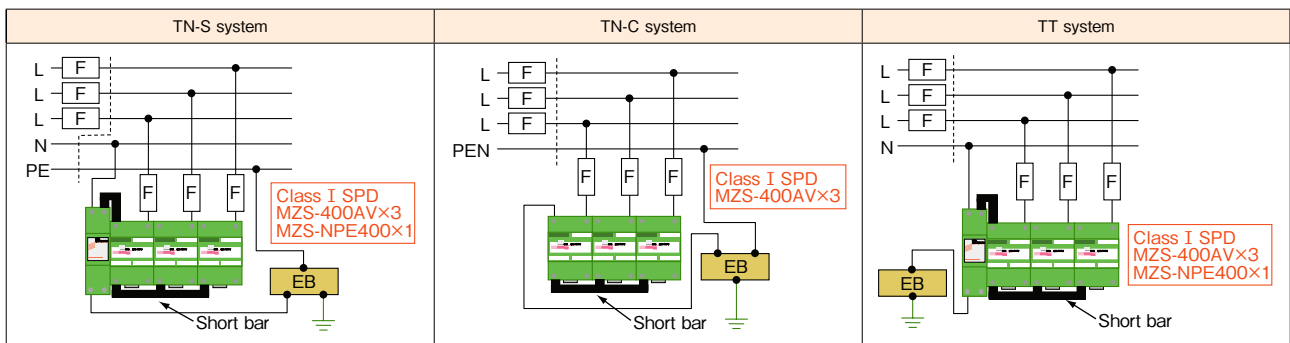 TN-S system
L F
L F
L F
N
PE
F F F
Class I SPD
MZS-400AV×3
MZS-NPE400×1
EB
Short bar
TN-C system
L F
L F
L F
PEN
F F F
Class I SPD
MZS-400AV×3
EB
Short bar
TT system
L F
L F
L F
N
F F F
Class I SPD
MZS-400AV×3
MZS-NPE400×1
EB
Short bar